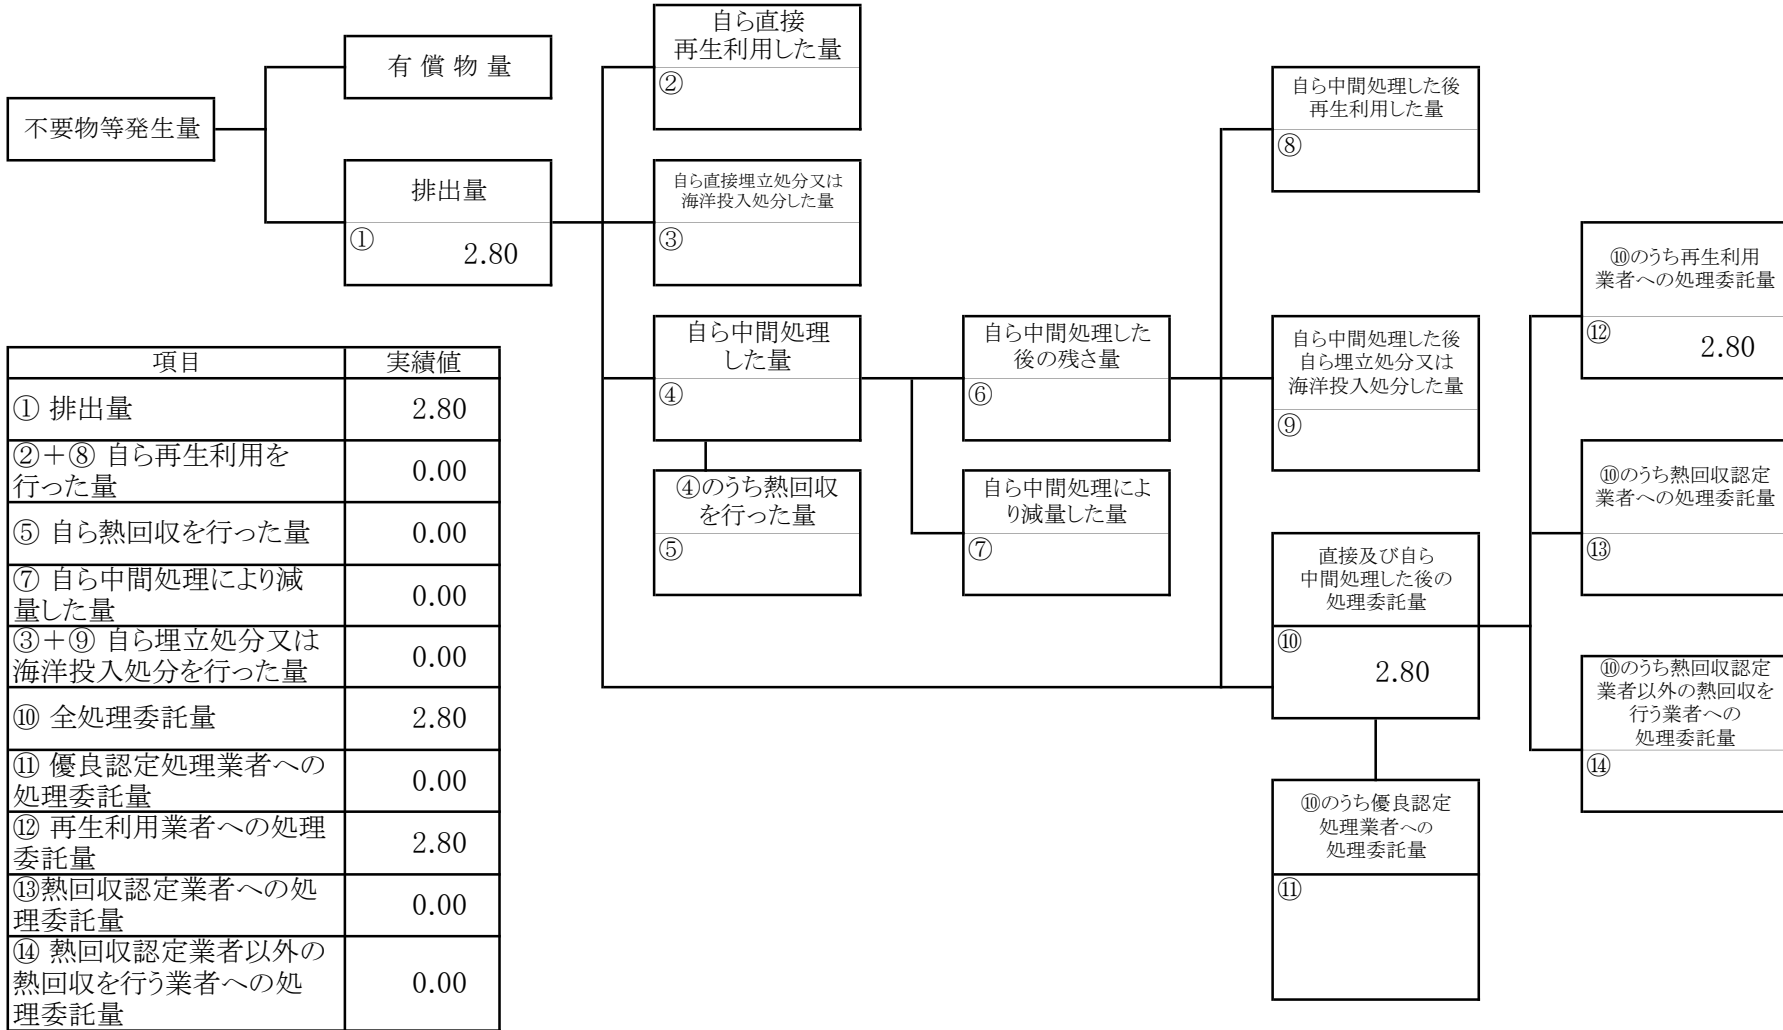 不要物等発生量
有 償 物 量
排出量
①
2.80
自ら直接
再生利用した量
②
自ら直接埋立処分又は
海洋投入処分した量
③
自ら中間処理
した量
④
④のうち熱回収
を行った量
⑤
自ら中間処理した
後の残さ量
⑥
自ら中間処理によ
り減量した量
⑦
自ら中間処理した後
再生利用した量
⑧
自ら中間処理した後
自ら埋立処分又は
海洋投入処分した量
⑨
直接及び自ら
中間処理した後の
処理委託量
⑩
2.80
⑩のうち優良認定
処理業者への
処理委託量
⑪
⑩のうち再生利用
業者への処理委託量
⑫
2.80
⑩のうち熱回収認定
業者への処理委託量
⑬
⑩のうち熱回収認定
業者以外の熱回収を
行う業者への
処理委託量
⑭
項目 実績値
① 排出量 2.80
②+⑧ 自ら再生利用を
行った量 0.00
⑤ 自ら熱回収を行った量 0.00
⑦ 自ら中間処理により減
量した量 0.00
③+⑨ 自ら埋立処分又は
海洋投入処分を行った量 0.00
⑩ 全処理委託量 2.80
⑪ 優良認定処理業者への
処理委託量 0.00
⑫ 再生利用業者への処理
委託量 2.80
⑬熱回収認定業者への処
理委託量 0.00
⑭ 熱回収認定業者以外の
熱回収を行う業者への処
理委託量 0.00